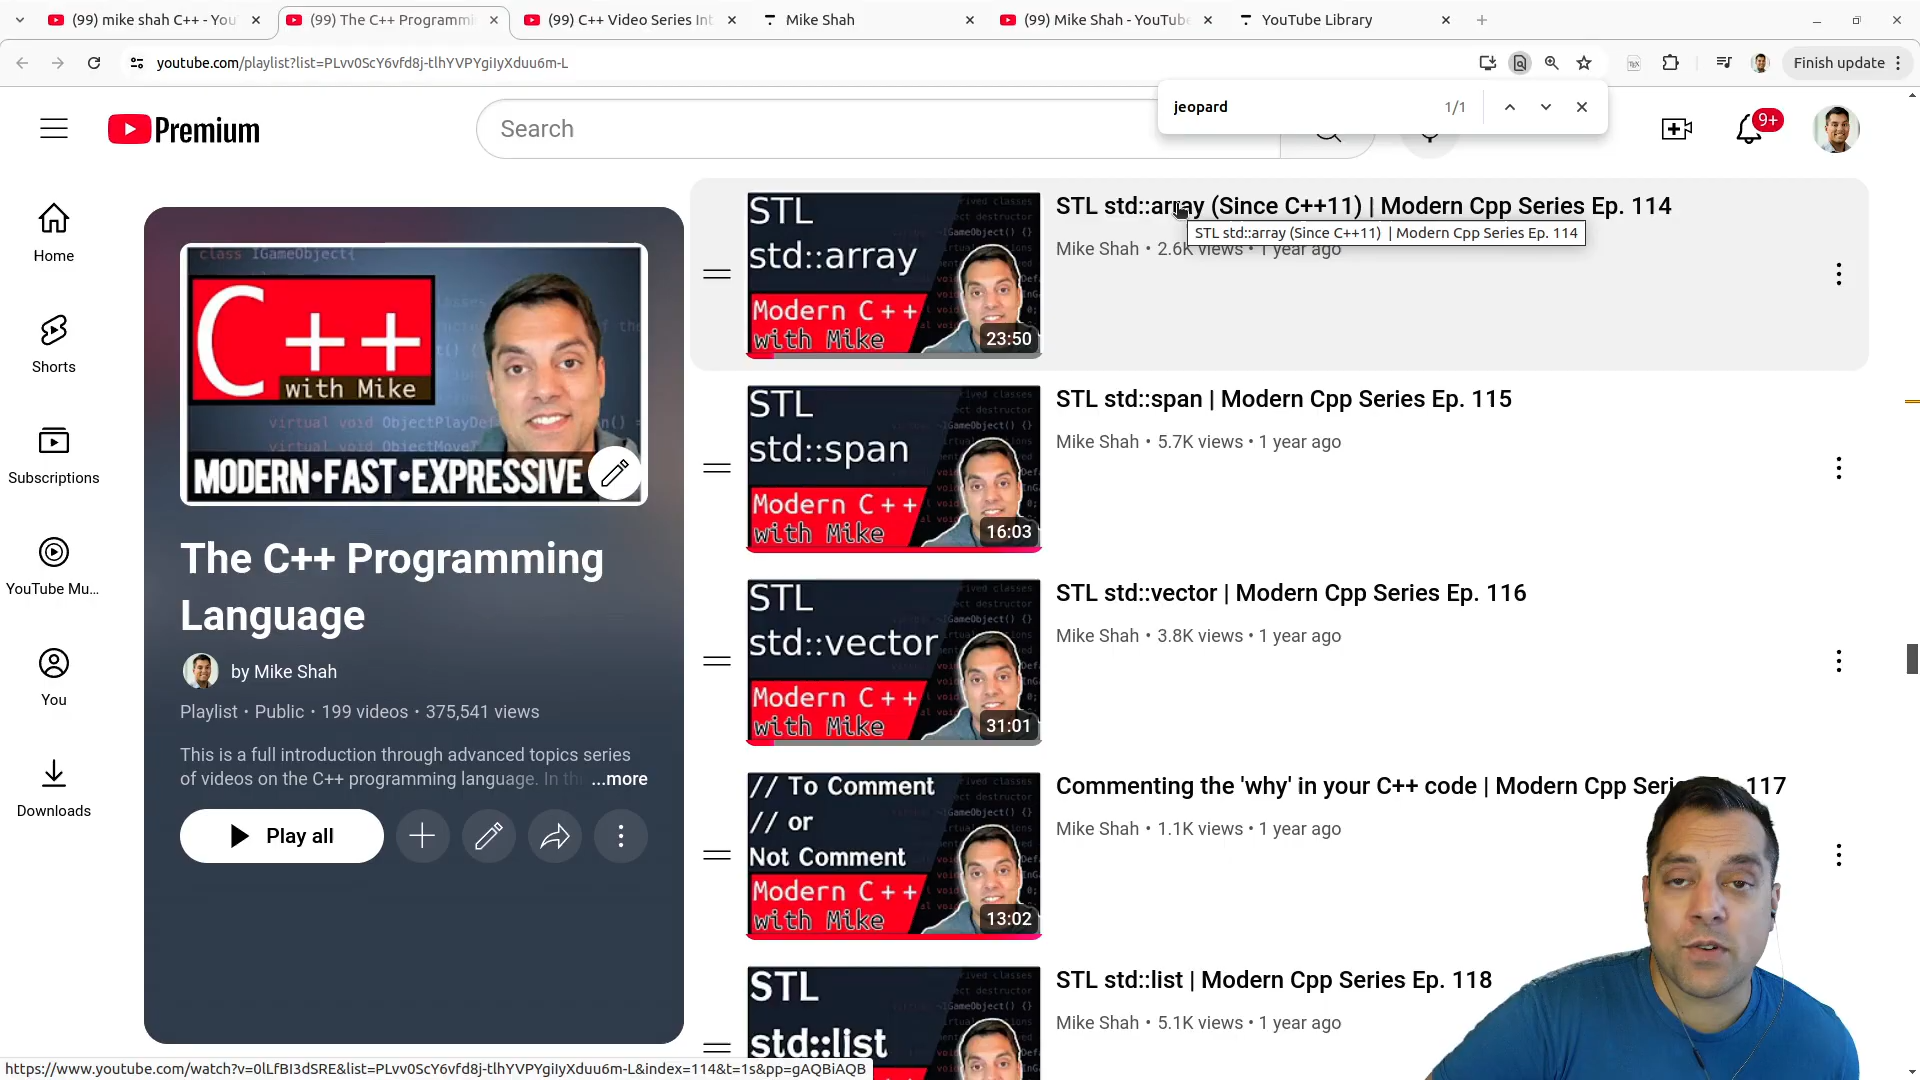 (99) mike shah C++ - You
(99) The C++ Programmi
(99) C++ Video Series Int
Mike Shah
(99) Mike Shah - YouTube
YouTube Library
youtube.com/playlist?list=PLvv0ScY6vfd8j-tlhYVPYgiIyXduu6m-L
Finish update
jeopard
1/1
Premium
Search
9+
Home
Shorts
Subscriptions
YouTube Mu...
You
Downloads
C++
with Mike
MODERN•FAST•EXPRESSIVE
The C++ Programming
Language
by Mike Shah
Playlist • Public • 199 videos • 375,541 views
This is a full introduction through advanced topics series
of videos on the C++ programming language. In th
...more
Play all
STL
std::array
Modern C++
with Mike
23:50
STL std::array (Since C++11) | Modern Cpp Series Ep. 114
STL std::array (Since C++11) | Modern Cpp Series Ep. 114
Mike Shah • 2.6K views • 1 year ago
STL
std::span
Modern C++
with Mike
16:03
STL std::span | Modern Cpp Series Ep. 115
Mike Shah • 5.7K views • 1 year ago
STL
std::vector
Modern C++
with Mike
31:01
STL std::vector | Modern Cpp Series Ep. 116
Mike Shah • 3.8K views • 1 year ago
// To Comment
// or
Not Comment
Modern C++
with Mike
13:02
Commenting the 'why' in your C++ code | Modern Cpp Seri 117
Mike Shah • 1.1K views • 1 year ago
STL
std::list
STL std::list | Modern Cpp Series Ep. 118
Mike Shah • 5.1K views • 1 year ago
https://www.youtube.com/watch?v=0lLfBI3dSRE&list=PLvv0ScY6vfd8j-tlhYVPYgiIyXduu6m-L&index=114&t=1s&pp=gAQBiAQB